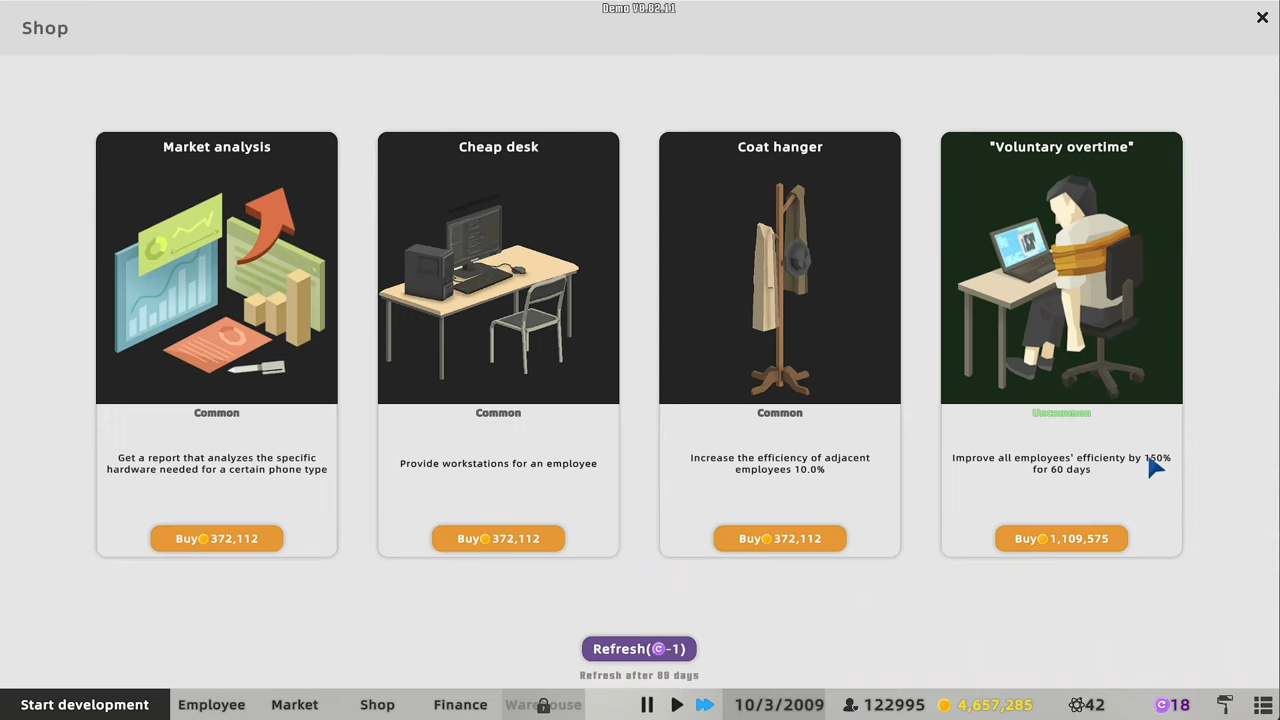 Demo V0.82.11
Shop
Market analysis
Common
Get a report that analyzes the specific
hardware needed for a certain phone type
Buy 372,112
Cheap desk
Common
Provide workstations for an employee
Buy 372,112
Coat hanger
Common
Increase the efficiency of adjacent
employees 10.0%
Buy 372,112
"Voluntary overtime"
Uncommon
Improve all employees' efficienty by 150%
for 60 days
Buy 1,109,575
Refresh(C-1)
Refresh after 89 days
Start development
Employee
Market
Shop
Finance
Warehouse
10/3/2009
122995
4,657,285
42
C 18